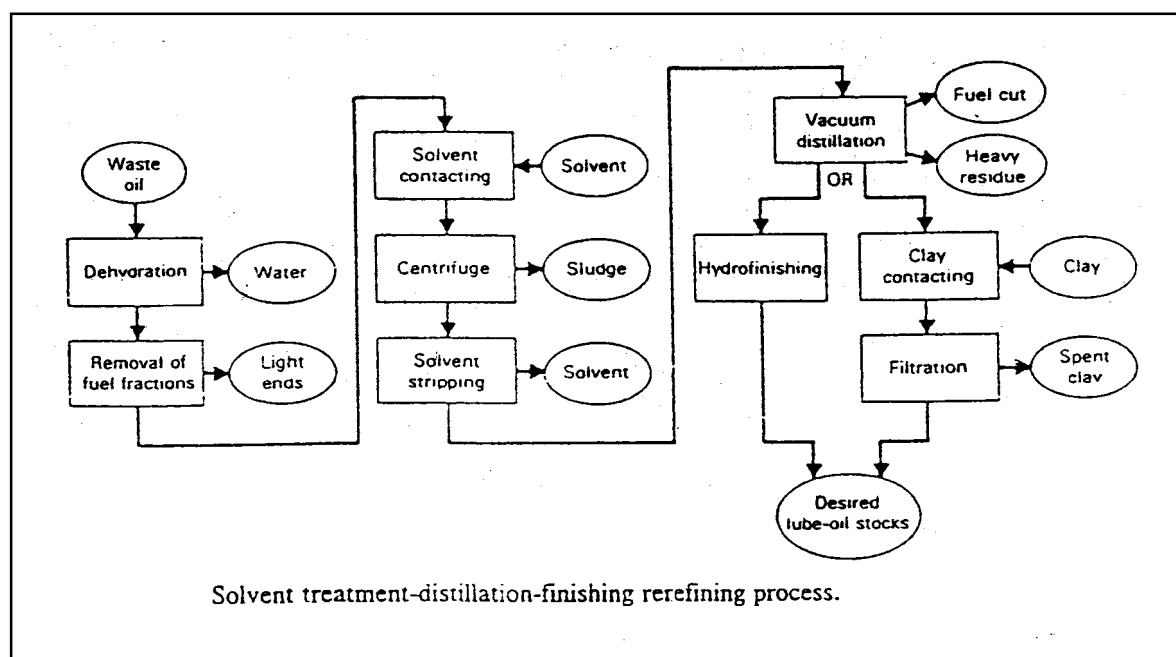 Waste
oil
Dehydration
Water
Removal of
fuel fractions
Light
ends
Solvent
contacting
Solvent
Centrifuge
Sludge
Solvent
stripping
Solvent
Vacuum
distillation
Fuel cut
Heavy
residue
OR
Hydrofinishing
Clay
contacting
Clay
Filtration
Spent
clay
Desired
lube-oil stocks
Solvent treatment-distillation-finishing rerefining process.